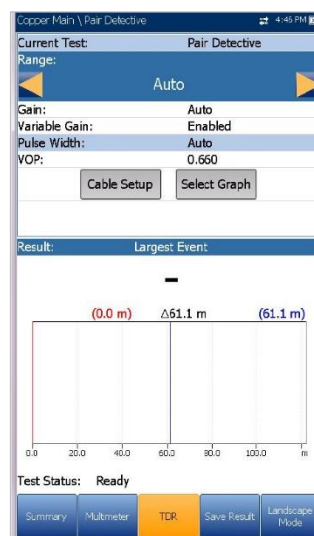 Copper Main \ Pair Detective 4:46 PM
Current Test: Pair Detective
Range:
Auto
Gain: Auto
Variable Gain: Enabled
Pulse Width: Auto
VOP: 0.660
Cable Setup Select Graph
Result: Largest Event
-
(0.0 m) Δ61.1 m (61.1 m)
0.0 20.0 40.0 60.0 80.0 100.0 m
Test Status: Ready
Summary Multimeter TDR Save Result Landscape Mode